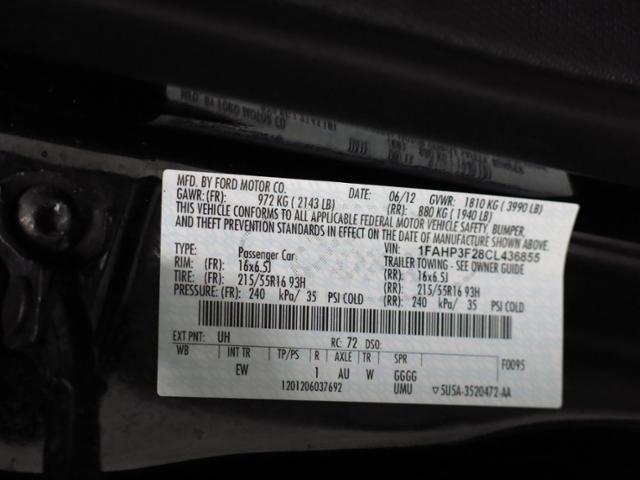 MFD. BY FORD MOTOR CO.
DATE: 06/12 GVWR: 1810 KG ( 3990 LB)
GAWR: (FR): 972 KG ( 2143 LB) (RR): 880 KG ( 1940 LB)
THIS VEHICLE CONFORMS TO ALL APPLICABLE FEDERAL MOTOR VEHICLE SAFETY, BUMPER,
AND THEFT PREVENTION STANDARDS IN EFFECT ON THE DATE OF MANUFACTURE SHOWN ABOVE.
VIN: 1FAHP3F28CL436855
TYPE: Passenger Car TRAILER TOWING - SEE OWNER GUIDE
RIM: (FR): 16x6.5J (RR): 16x6.5J
TIRE: (FR): 215/55R16 93H (RR): 215/55R16 93H
PRESSURE: (FR): 240 kPa/ 35 PSI COLD (RR): 240 kPa/ 35 PSI COLD
EXT PNT: UH RC: 72 DSO:
WB INT TR TP/PS R AXLE TR SPR F0095
EW 1 AU W GGGG
1201206037692 UMU ▽5U5A-3520472-AA